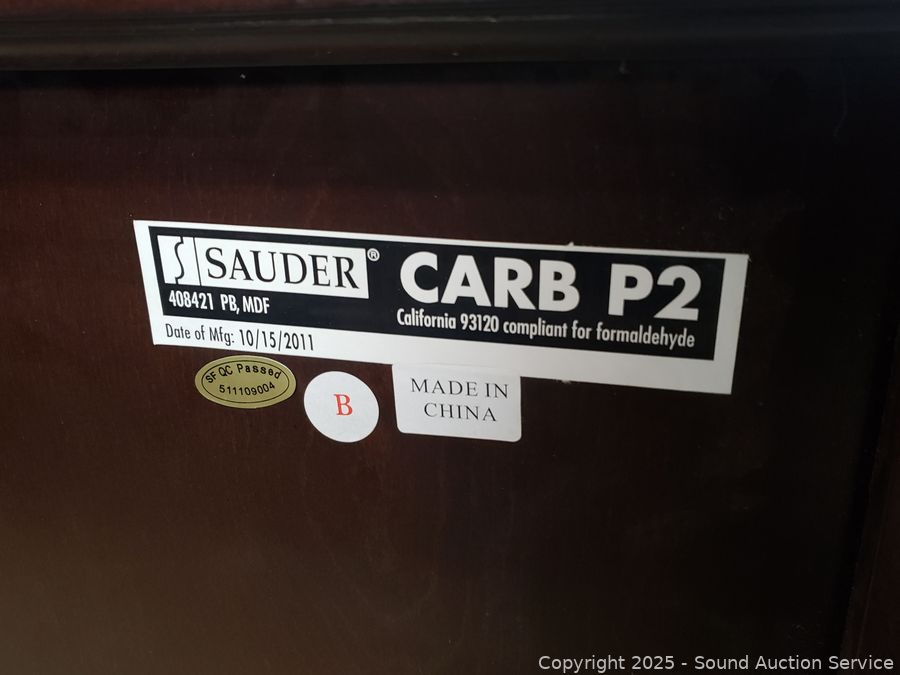 SAUDER® CARB P2
408421 PB, MDF
California 93120 compliant for formaldehyde
Date of Mfg: 10/15/2011
SF QC Passed
511109004
B
MADE IN
CHINA
Copyright 2025 - Sound Auction Service